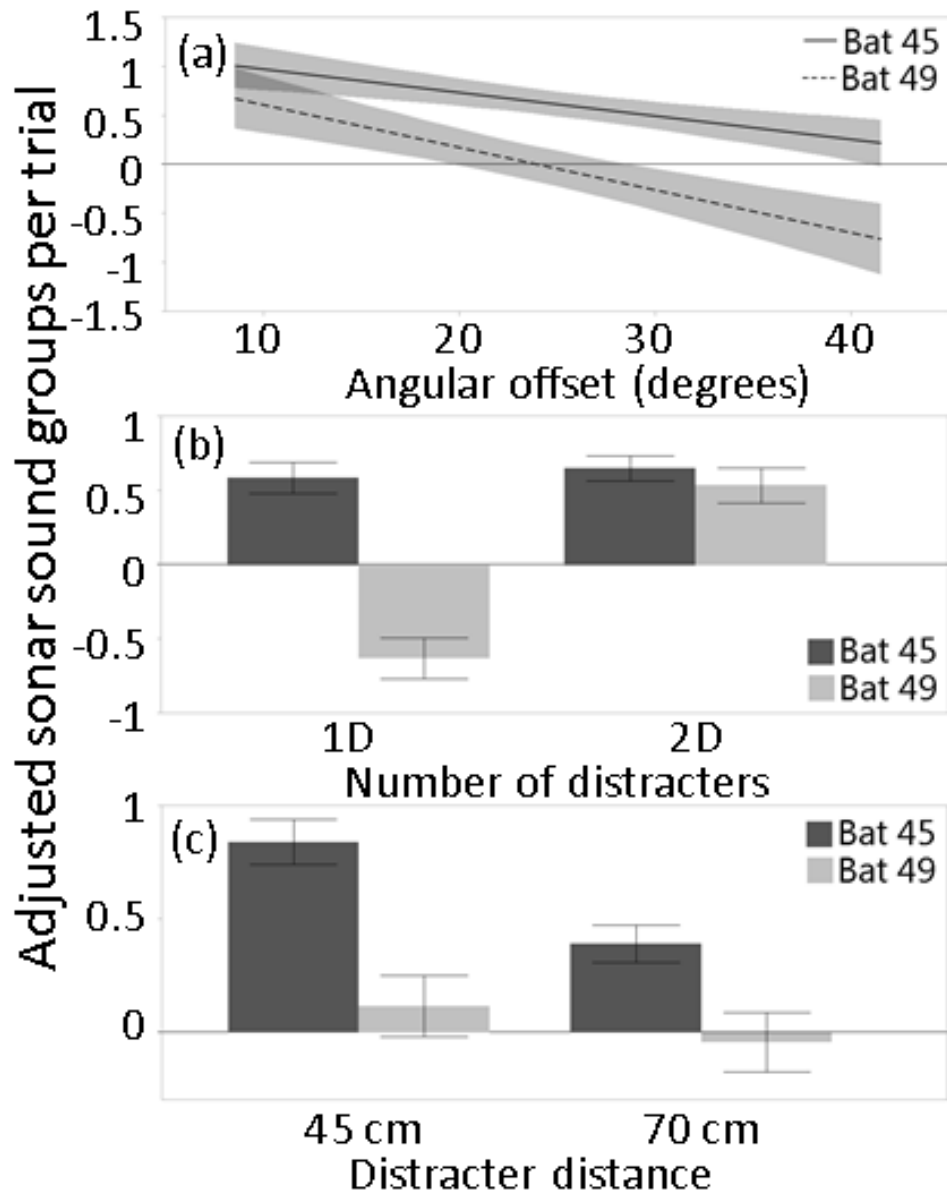 Adjusted sonar sound groups per trial
(a)
Bat 45
Bat 49
1.5
1
0.5
0
-0.5
-1
-1.5
10 20 30 40
Angular offset (degrees)
(b)
1
0.5
0
-0.5
-1
Bat 45
Bat 49
1D 2D
Number of distracters
(c)
1
0.5
0
Bat 45
Bat 49
45 cm 70 cm
Distracter distance